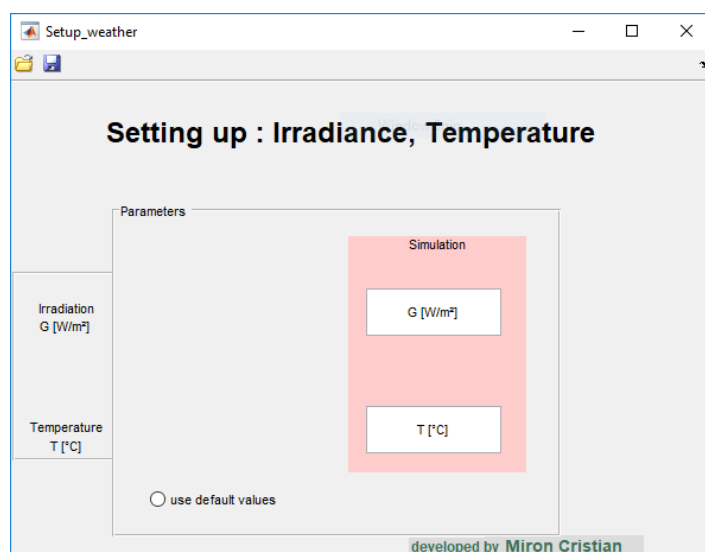 Setup_weather
Setting up : Irradiance, Temperature
Parameters
Simulation
Irradiation
G [W/m²]
G [W/m²]
Temperature
T [°C]
T [°C]
use default values
developed by Miron Cristian